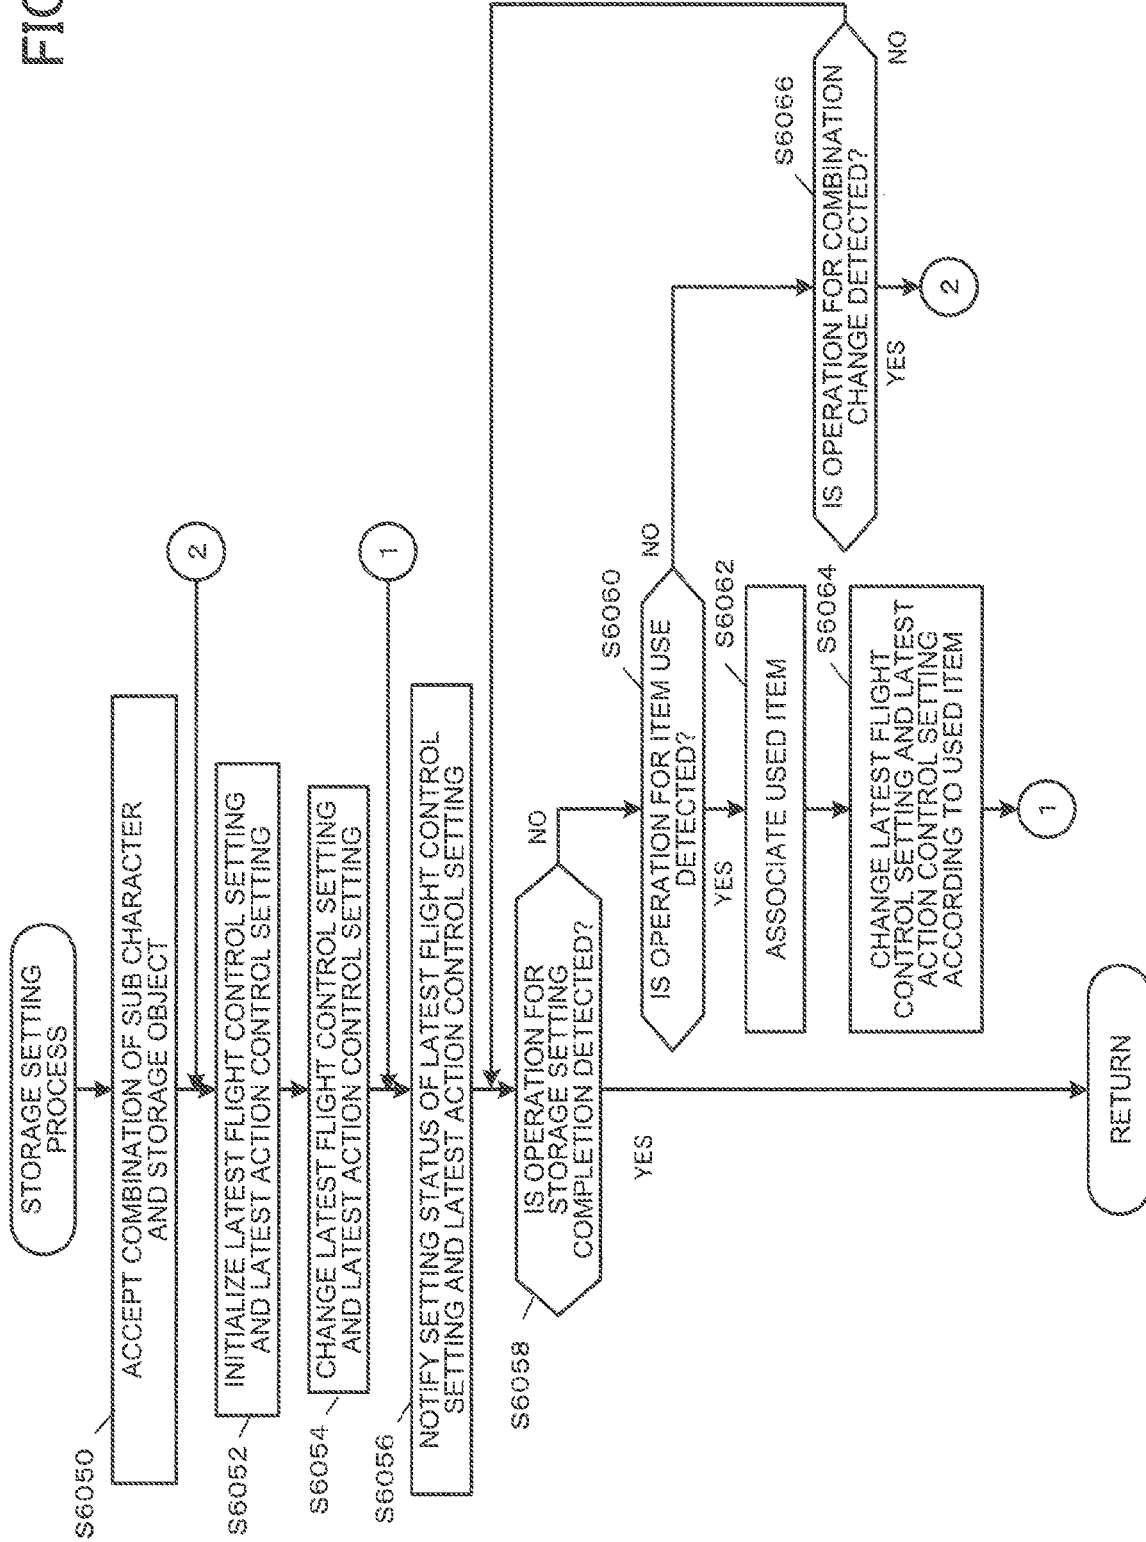 FIG
STORAGE SETTING
PROCESS
S6050
ACCEPT COMBINATION OF SUB CHARACTER
AND STORAGE OBJECT
2
S6052
INITIALIZE LATEST FLIGHT CONTROL SETTING
AND LATEST ACTION CONTROL SETTING
S6054
CHANGE LATEST FLIGHT CONTROL SETTING
AND LATEST ACTION CONTROL SETTING
1
S6056
NOTIFY SETTING STATUS OF LATEST FLIGHT CONTROL
SETTING AND LATEST ACTION CONTROL SETTING
S6058
IS OPERATION FOR
STORAGE SETTING
COMPLETION DETECTED?
NO
YES
S6060
IS OPERATION FOR ITEM USE
DETECTED?
NO
YES
S6062
ASSOCIATE USED ITEM
S6064
CHANGE LATEST FLIGHT
CONTROL SETTING AND LATEST
ACTION CONTROL SETTING
ACCORDING TO USED ITEM
1
S6066
IS OPERATION FOR COMBINATION
CHANGE DETECTED?
NO
YES
2
RETURN